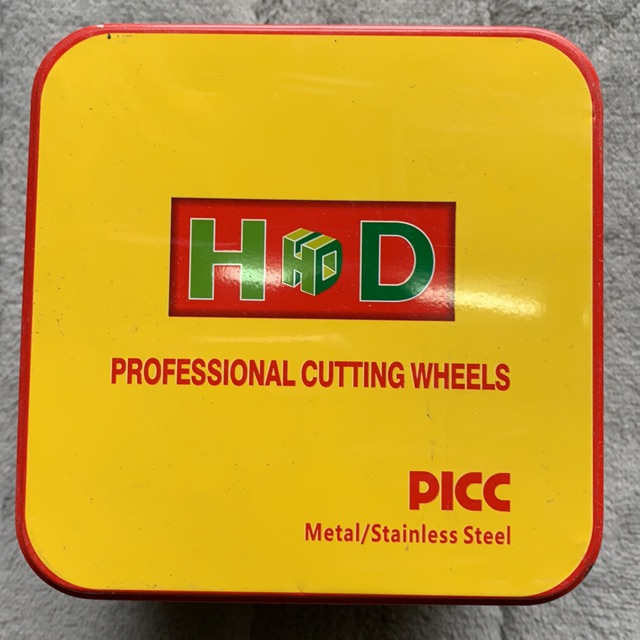 H HD D
PROFESSIONAL CUTTING WHEELS
PICC
Metal/Stainless Steel